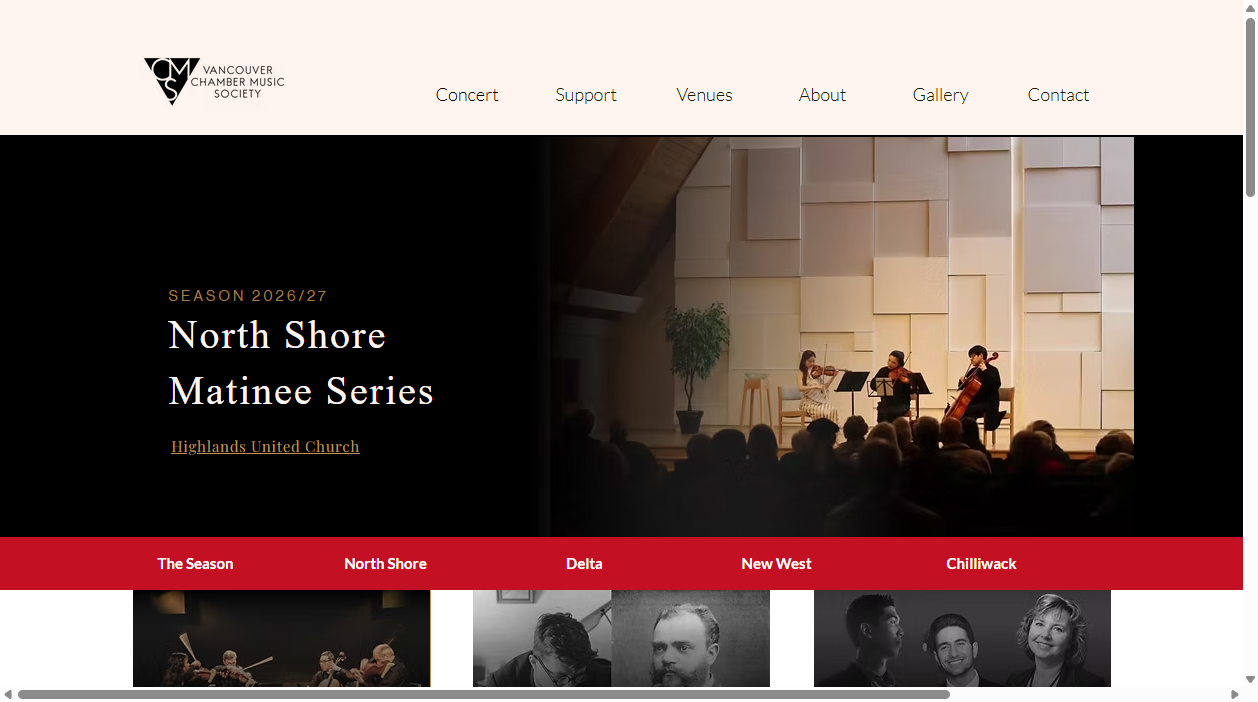 CMS
VANCOUVER
CHAMBER MUSIC
SOCIETY
Concert
Support
Venues
About
Gallery
Contact
SEASON 2026/27
North Shore
Matinee Series
Highlands United Church
The Season
North Shore
Delta
New West
Chilliwack